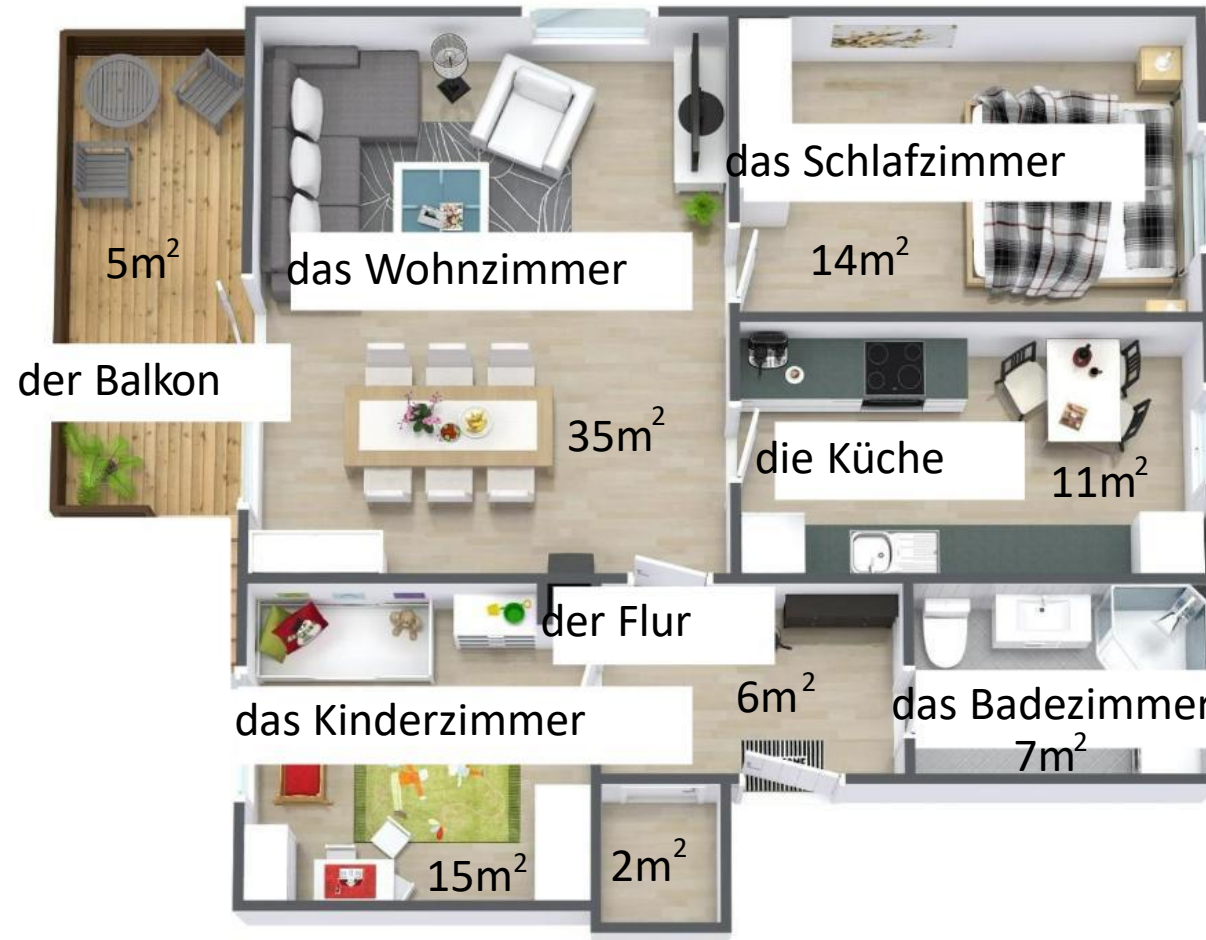 das Schlafzimmer
5m²
das Wohnzimmer
14m²
der Balkon
35m²
die Küche
11m²
der Flur
das Kinderzimmer
6m²
das Badezimmer
7m²
15m²
2m²